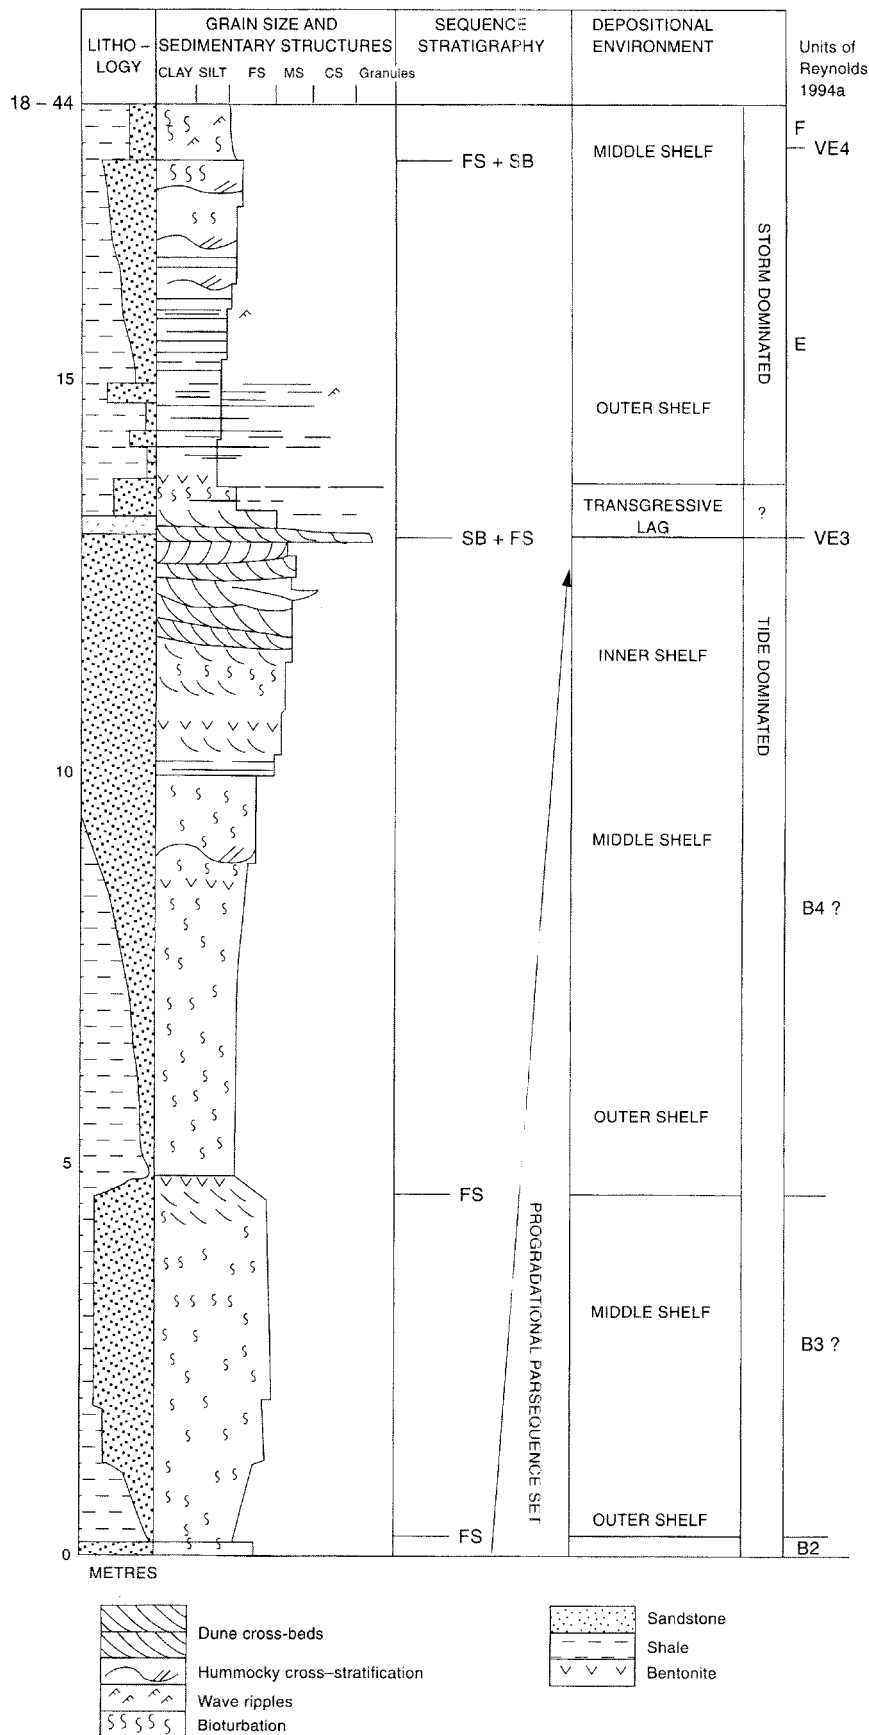 LITHO -
LOGY
GRAIN SIZE AND
SEDIMENTARY STRUCTURES
CLAY SILT FS MS CS Granules
SEQUENCE
STRATIGRAPHY
DEPOSITIONAL
ENVIRONMENT
Units of
Reynolds
1994a
18 - 44
F
FS + SB
MIDDLE SHELF
VE4
STORM DOMINATED
E
15
OUTER SHELF
TRANSGRESSIVE
LAG
?
SB + FS
VE3
INNER SHELF
TIDE DOMINATED
10
MIDDLE SHELF
B4 ?
OUTER SHELF
5
FS
PROGRADATIONAL PARSEQUENCE SET
MIDDLE SHELF
B3 ?
OUTER SHELF
FS
0
B2
METRES
Dune cross-beds
Hummocky cross-stratification
Wave ripples
Bioturbation
Sandstone
Shale
Bentonite